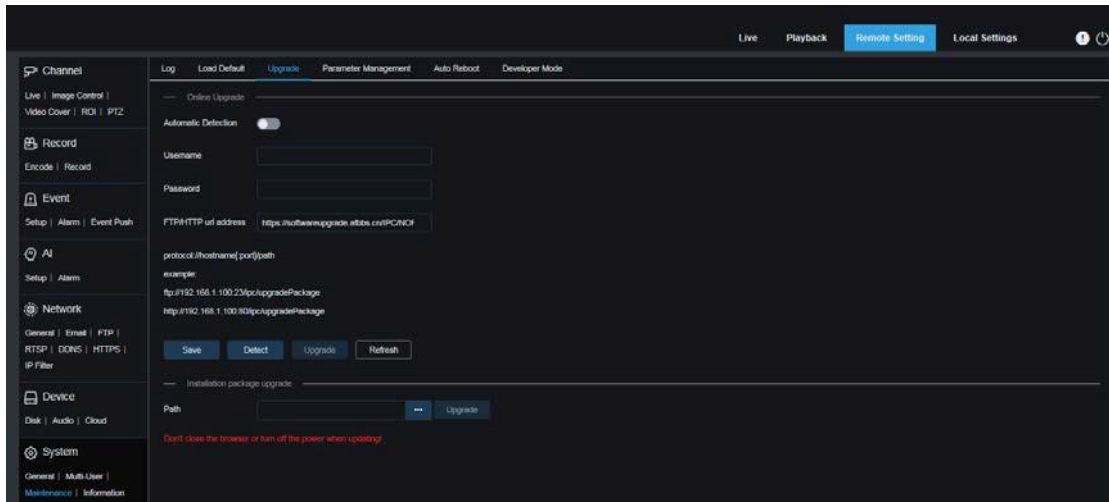 Live Playback Remote Setting Local Settings
Channel
Live | Image Control |
Video Cover | ROI | PTZ
Record
Encode | Record
Event
Setup | Alarm | Event Push
AI
Setup | Alarm
Network
General | Email | FTP |
RTSP | DDNS | HTTPS |
IP Filter
Device
Disk | Audio | Cloud
System
General | Multi-User |
Maintenance | Information
Log Load Default Upgrade Parameter Management Auto Reboot Developer Mode
Online Upgrade
Automatic Detection
Username
Password
FTP/HTTP url address
protocol://hostname[:port]/path
example:
ftp://192.168.1.100:23/ipc/upgradePackage
http://192.168.1.100:80/ipc/upgradePackage
Save Detect Upgrade Refresh
Installation package upgrade
Path ... Upgrade
Don't close the browser or turn off the power when updating!